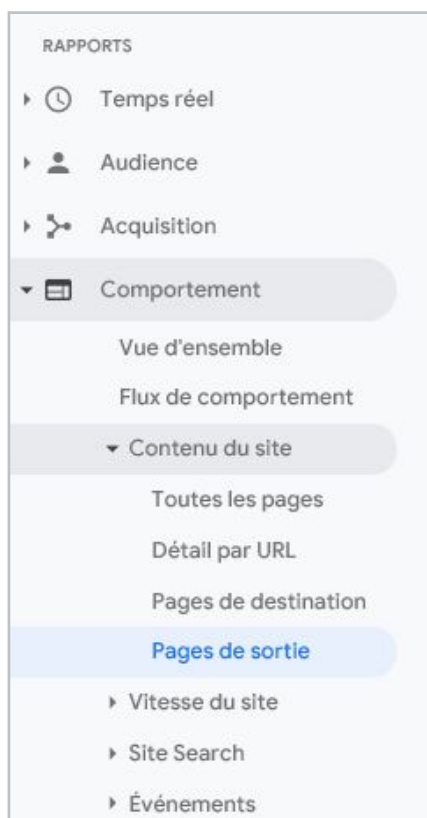 RAPPORTS
Temps réel
Audience
Acquisition
Comportement
Vue d'ensemble
Flux de comportement
Contenu du site
Toutes les pages
Détail par URL
Pages de destination
Pages de sortie
Vitesse du site
Site Search
Événements